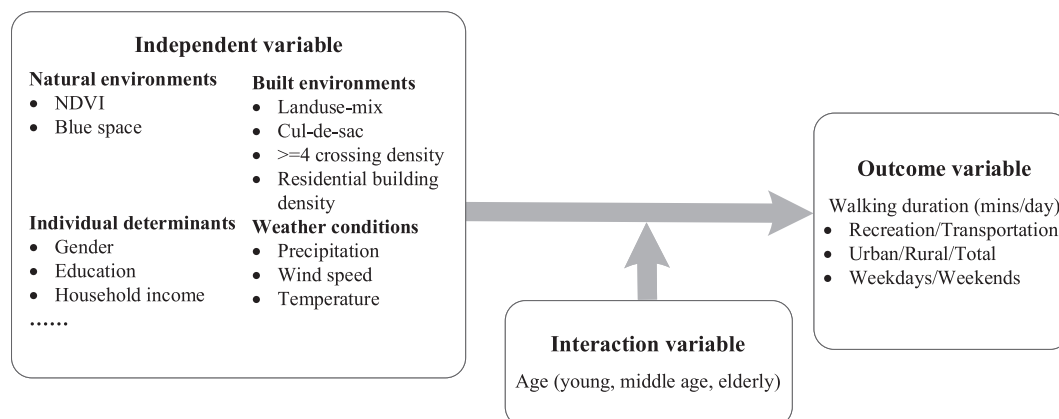 Independent variable
Natural environments
• NDVI
• Blue space
Built environments
• Landuse-mix
• Cul-de-sac
• >=4 crossing density
• Residential building
density
Individual determinants
• Gender
• Education
• Household income
……
Weather conditions
• Precipitation
• Wind speed
• Temperature
Interaction variable
Age (young, middle age, elderly)
Outcome variable
Walking duration (mins/day)
• Recreation/Transportation
• Urban/Rural/Total
• Weekdays/Weekends